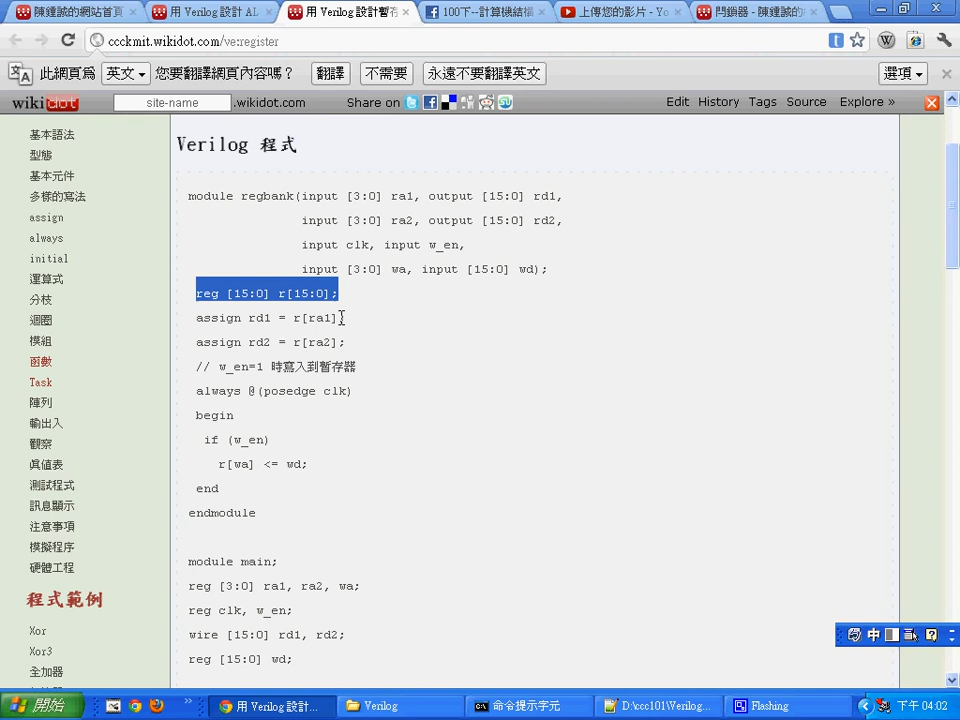 陳鍾誠的網站首頁
用 Verilog 設計 AL
用 Verilog 設計暫存
100下--計算機結構
上傳您的影片 - Yo
閂鎖器 - 陳鍾誠的
ccckmit.wikidot.com/ve:register
此網頁為 英文 您要翻譯網頁內容嗎？ 翻譯 不需要 永遠不要翻譯英文 選項
wikidot site-name .wikidot.com Share on Edit History Tags Source Explore »
基本語法
型態
基本元件
多樣的寫法
assign
always
initial
運算式
分枝
迴圈
模組
函數
Task
陣列
輸出入
觀察
真值表
測試程式
訊息顯示
注意事項
模擬程序
硬體工程
程式範例
Xor
Xor3
全加器
Verilog 程式
module regbank(input [3:0] ra1, output [15:0] rd1,
input [3:0] ra2, output [15:0] rd2,
input clk, input w_en,
input [3:0] wa, input [15:0] wd);
reg [15:0] r[15:0];
assign rd1 = r[ra1];
assign rd2 = r[ra2];
// w_en=1 時寫入到暫存器
always @(posedge clk)
begin
if (w_en)
r[wa] <= wd;
end
endmodule
module main;
reg [3:0] ra1, ra2, wa;
reg clk, w_en;
wire [15:0] rd1, rd2;
reg [15:0] wd;
中
開始
用 Verilog 設計...
Verilog
命令提示字元
D:\ccc101\Verilog...
Flashing
下午 04:02